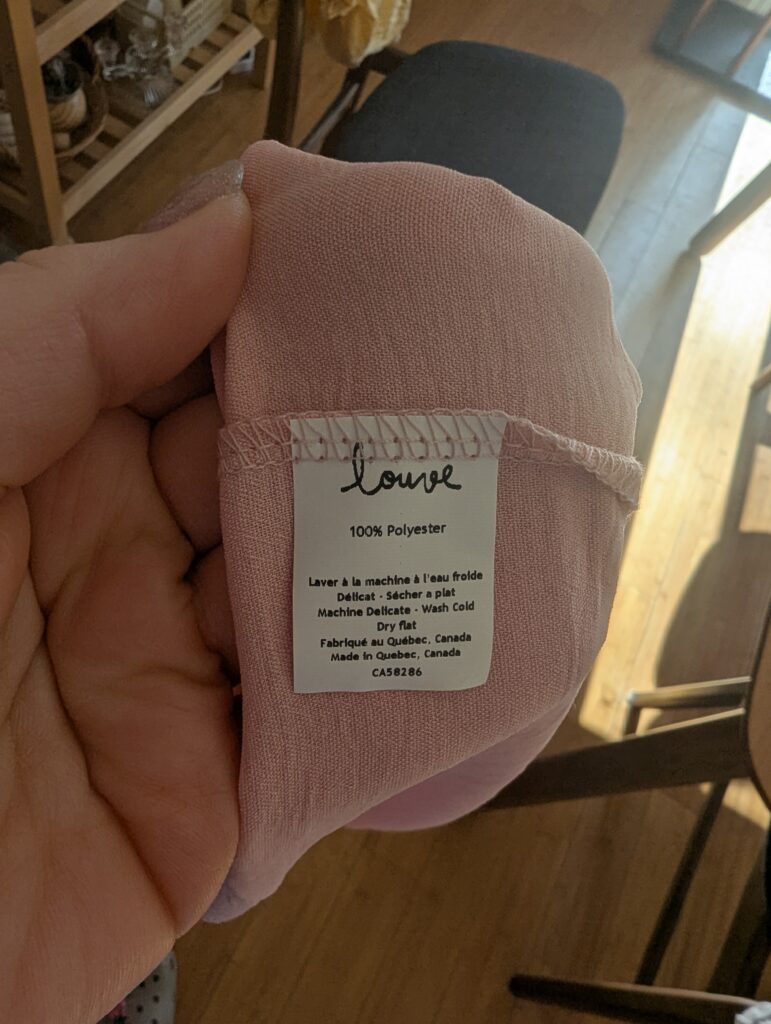 louve
100% Polyester
Laver à la machine à l'eau froide
Délicat - Sécher a plat
Machine Delicate - Wash Cold
Dry flat
Fabriqué au Québec, Canada
Made in Quebec, Canada
CA58286